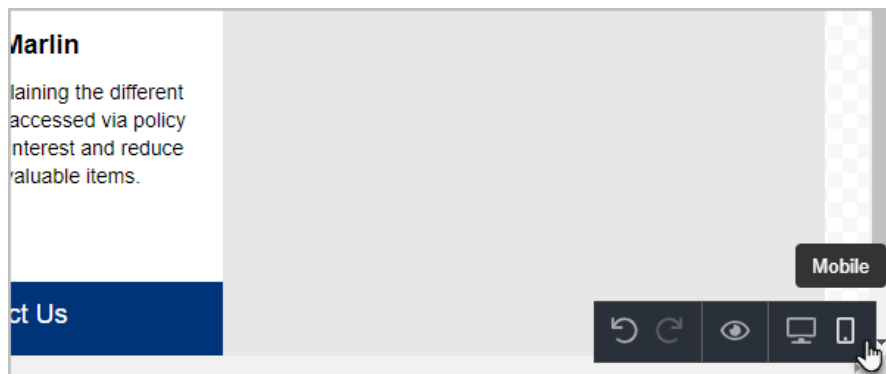 Marlin
laining the different
accessed via policy
nterest and reduce
valuable items.
ct Us
Mobile